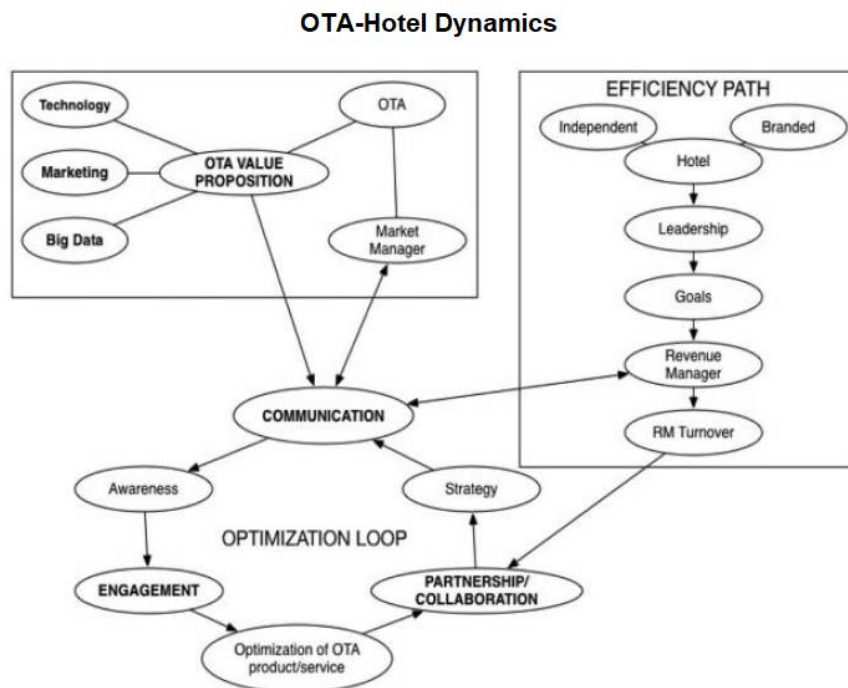 OTA-Hotel Dynamics
Technology
Marketing
Big Data
OTA VALUE
PROPOSITION
OTA
Market
Manager
EFFICIENCY PATH
Independent
Branded
Hotel
Leadership
Goals
Revenue
Manager
RM Turnover
COMMUNICATION
Awareness
Strategy
OPTIMIZATION LOOP
ENGAGEMENT
PARTNERSHIP/
COLLABORATION
Optimization of OTA
product/service